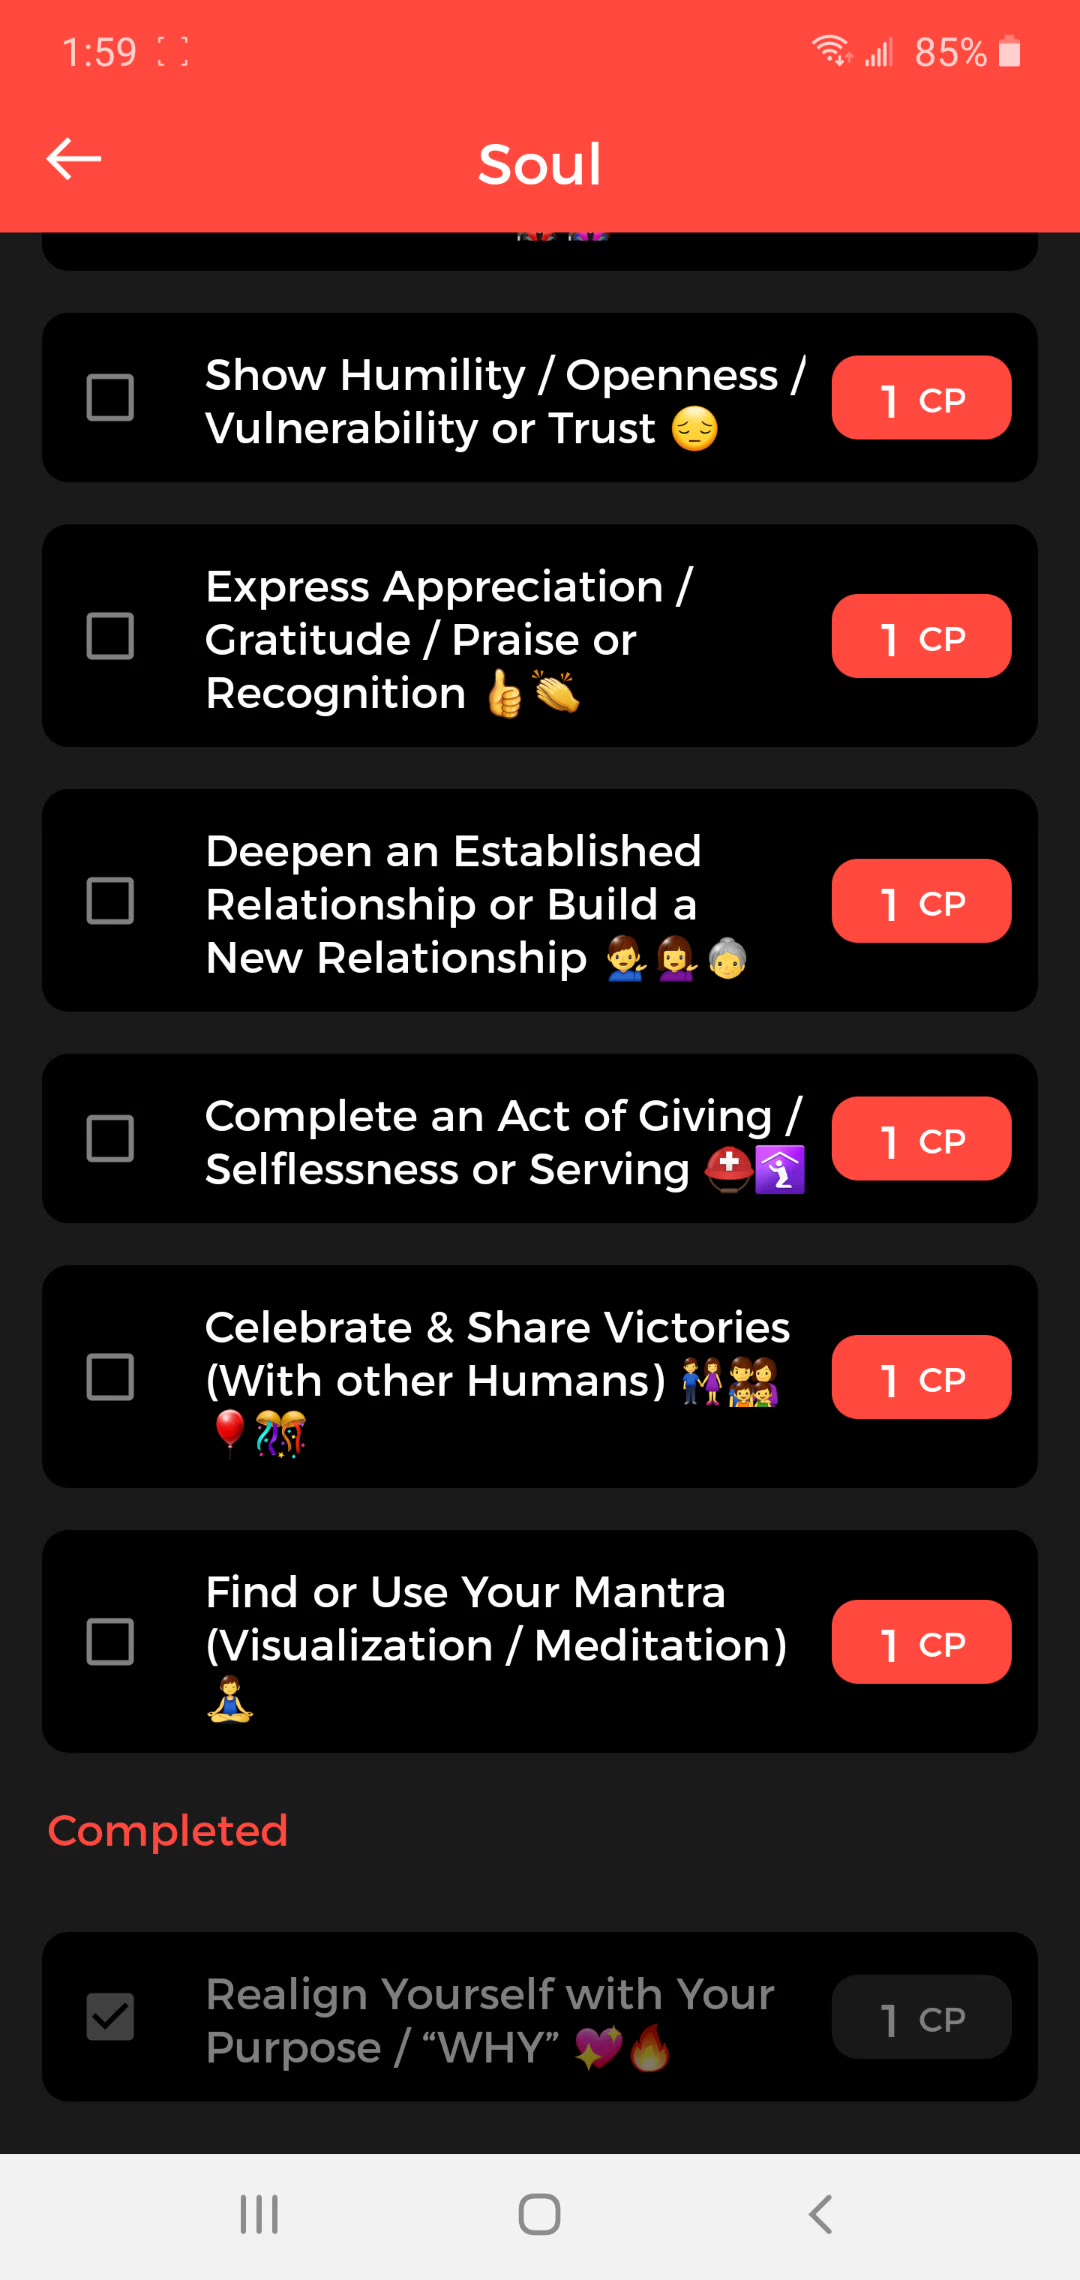 1:59
85%
Soul
Show Humility / Openness /
Vulnerability or Trust 😔
1 CP
Express Appreciation /
Gratitude / Praise or
Recognition 👍👏
1 CP
Deepen an Established
Relationship or Build a
New Relationship 💁‍♂️💁‍♀️👵
1 CP
Complete an Act of Giving /
Selflessness or Serving ⛑🛐
1 CP
Celebrate & Share Victories
(With other Humans) 👫👨‍👩‍👧‍👦
🎈🎊
1 CP
Find or Use Your Mantra
(Visualization / Meditation)
🧘‍♂️
1 CP
Completed
Realign Yourself with Your
Purpose / “WHY” 💖🔥
1 CP